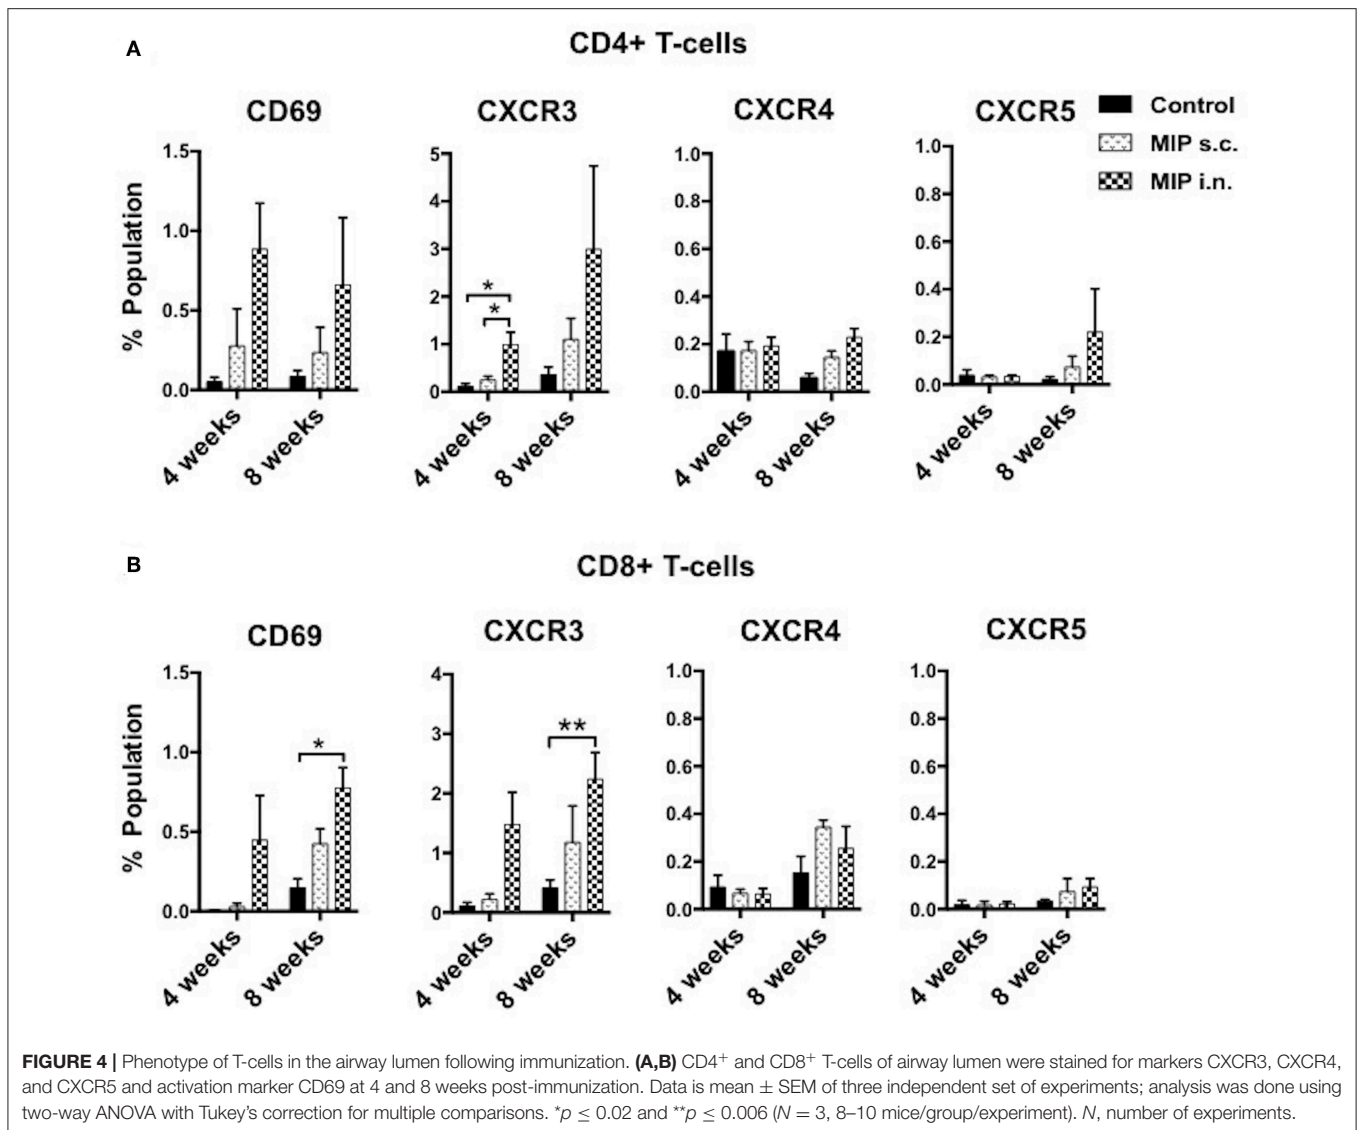 A
CD4+ T-cells
CD69
CXCR3
CXCR4
CXCR5
Control
MIP s.c.
MIP i.n.
% Population
1.5
1.0
0.5
0.0
4 weeks
8 weeks
5
4
3
2
1
0
*
*
4 weeks
8 weeks
1.0
0.8
0.6
0.4
0.2
0.0
4 weeks
8 weeks
1.0
0.8
0.6
0.4
0.2
0.0
4 weeks
8 weeks
B
CD8+ T-cells
CD69
CXCR3
CXCR4
CXCR5
% Population
1.5
1.0
0.5
0.0
*
4 weeks
8 weeks
4
3
2
1
0
**
4 weeks
8 weeks
1.0
0.8
0.6
0.4
0.2
0.0
4 weeks
8 weeks
1.0
0.8
0.6
0.4
0.2
0.0
4 weeks
8 weeks
FIGURE 4 | Phenotype of T-cells in the airway lumen following immunization. (A,B) CD4+ and CD8+ T-cells of airway lumen were stained for markers CXCR3, CXCR4,
and CXCR5 and activation marker CD69 at 4 and 8 weeks post-immunization. Data is mean ± SEM of three independent set of experiments; analysis was done using
two-way ANOVA with Tukey's correction for multiple comparisons. *p ≤ 0.02 and **p ≤ 0.006 (N = 3, 8–10 mice/group/experiment). N, number of experiments.